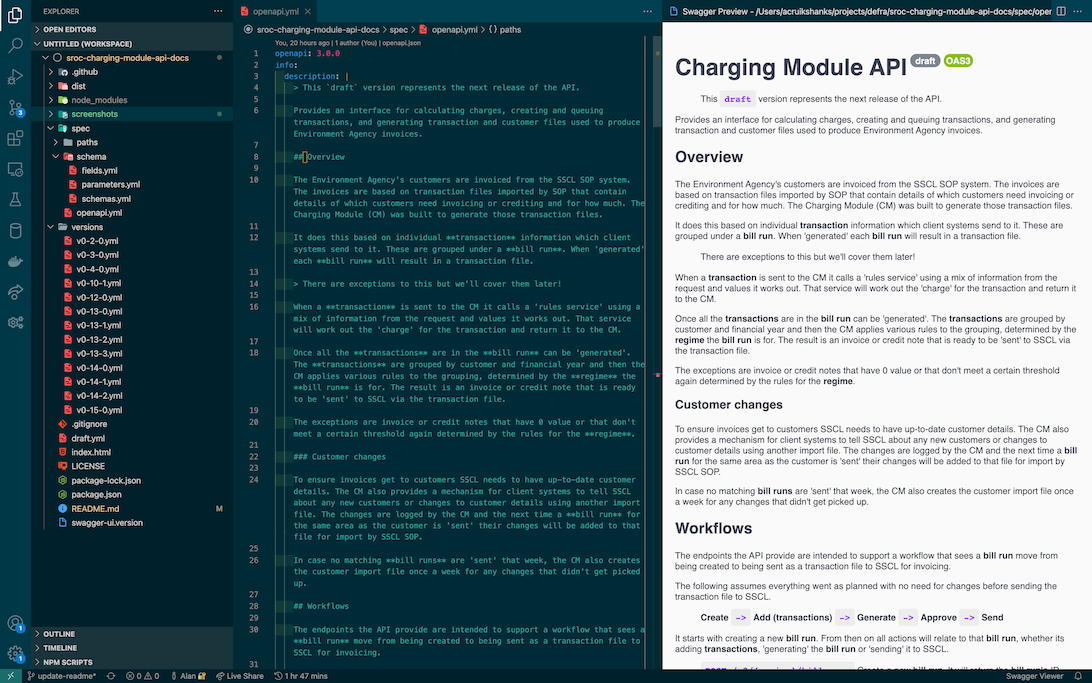 EXPLORER
OPEN EDITORS
UNTITLED (WORKSPACE)
sroc-charging-module-api-docs
.github
dist
node_modules
screenshots
spec
paths
schema
fields.yml
parameters.yml
schemas.yml
openapi.yml
versions
v0-2-0.yml
v0-3-0.yml
v0-4-0.yml
v0-10-1.yml
v0-12-0.yml
v0-13-0.yml
v0-13-1.yml
v0-13-2.yml
v0-13-3.yml
v0-14-0.yml
v0-14-1.yml
v0-14-2.yml
v0-15-0.yml
.gitignore
draft.yml
index.html
LICENSE
package-lock.json
package.json
README.md M
swagger-ui.version
OUTLINE
TIMELINE
NPM SCRIPTS
3
1
1
openapi.yml
sroc-charging-module-api-docs > spec > openapi.yml > {} paths
You, 20 hours ago | 1 author (You) | openapi.json
1 openapi: 3.0.0
2 info:
3 description: |
4 > This `draft` version represents the next release of the API.
5
6 Provides an interface for calculating charges, creating and queuing
transactions, and generating transaction and customer files used to produce
Environment Agency invoices.
7
8 ## Overview
9
10 The Environment Agency's customers are invoiced from the SSCL SOP system.
The invoices are based on transaction files imported by SOP that contain
details of which customers need invoicing or crediting and for how much. The
Charging Module (CM) was built to generate those transaction files.
11
12 It does this based on individual **transaction** information which client
systems send to it. These are grouped under a **bill run**. When 'generated'
each **bill run** will result in a transaction file.
13
14 > There are exceptions to this but we'll cover them later!
15
16 When a **transaction** is sent to the CM it calls a 'rules service' using a
mix of information from the request and values it works out. That service
will work out the 'charge' for the transaction and return it to the CM.
17
18 Once all the **transactions** are in the **bill run** can be 'generated'.
The **transactions** are grouped by customer and financial year and then the
CM applies various rules to the grouping, determined by the **regime** the
**bill run** is for. The result is an invoice or credit note that is ready
to be 'sent' to SSCL via the transaction file.
19
20 The exceptions are invoice or credit notes that have 0 value or that don't
meet a certain threshold again determined by the rules for the **regime**.
21
22 ### Customer changes
23
24 To ensure invoices get to customers SSCL needs to have up-to-date customer
details. The CM also provides a mechanism for client systems to tell SSCL
about any new customers or changes to customer details using another import
file. The changes are logged by the CM and the next time a **bill run** for
the same area as the customer is 'sent' their changes will be added to that
file for import by SSCL SOP.
25
26 In case no matching **bill runs** are 'sent' that week, the CM also creates
the customer import file once a week for any changes that didn't get picked
up.
27
28 ## Workflows
29
30 The endpoints the API provide are intended to support a workflow that sees a
**bill run** move from being created to being sent as a transaction file to
SSCL for invoicing.
31
Swagger Preview - /Users/acruikshanks/projects/defra/sroc-charging-module-api-docs/spec/oper
Charging Module API draft OAS3
This draft version represents the next release of the API.
Provides an interface for calculating charges, creating and queuing transactions, and generating
transaction and customer files used to produce Environment Agency invoices.
Overview
The Environment Agency's customers are invoiced from the SSCL SOP system. The invoices are
based on transaction files imported by SOP that contain details of which customers need invoicing or
crediting and for how much. The Charging Module (CM) was built to generate those transaction files.
It does this based on individual transaction information which client systems send to it. These are
grouped under a bill run. When 'generated' each bill run will result in a transaction file.
There are exceptions to this but we'll cover them later!
When a transaction is sent to the CM it calls a 'rules service' using a mix of information from the
request and values it works out. That service will work out the 'charge' for the transaction and return it
to the CM.
Once all the transactions are in the bill run can be 'generated'. The transactions are grouped by
customer and financial year and then the CM applies various rules to the grouping, determined by the
regime the bill run is for. The result is an invoice or credit note that is ready to be 'sent' to SSCL via
the transaction file.
The exceptions are invoice or credit notes that have 0 value or that don't meet a certain threshold
again determined by the rules for the regime.
Customer changes
To ensure invoices get to customers SSCL needs to have up-to-date customer details. The CM also
provides a mechanism for client systems to tell SSCL about any new customers or changes to
customer details using another import file. The changes are logged by the CM and the next time a bill
run for the same area as the customer is 'sent' their changes will be added to that file for import by
SSCL SOP.
In case no matching bill runs are 'sent' that week, the CM also creates the customer import file once
a week for any changes that didn't get picked up.
Workflows
The endpoints the API provide are intended to support a workflow that sees a bill run move from
being created to being sent as a transaction file to SSCL for invoicing.
The following assumes everything went as planned with no need for changes before sending the
transaction file to SSCL.
Create -> Add (transactions) -> Generate -> Approve -> Send
It starts with creating a new bill run. From then on all actions will relate to that bill run, whether its
adding transactions, 'generating' the bill run or 'sending' it to SSCL.
update-readme* 0 0 Alan Live Share 1 hr 47 mins Swagger Viewer